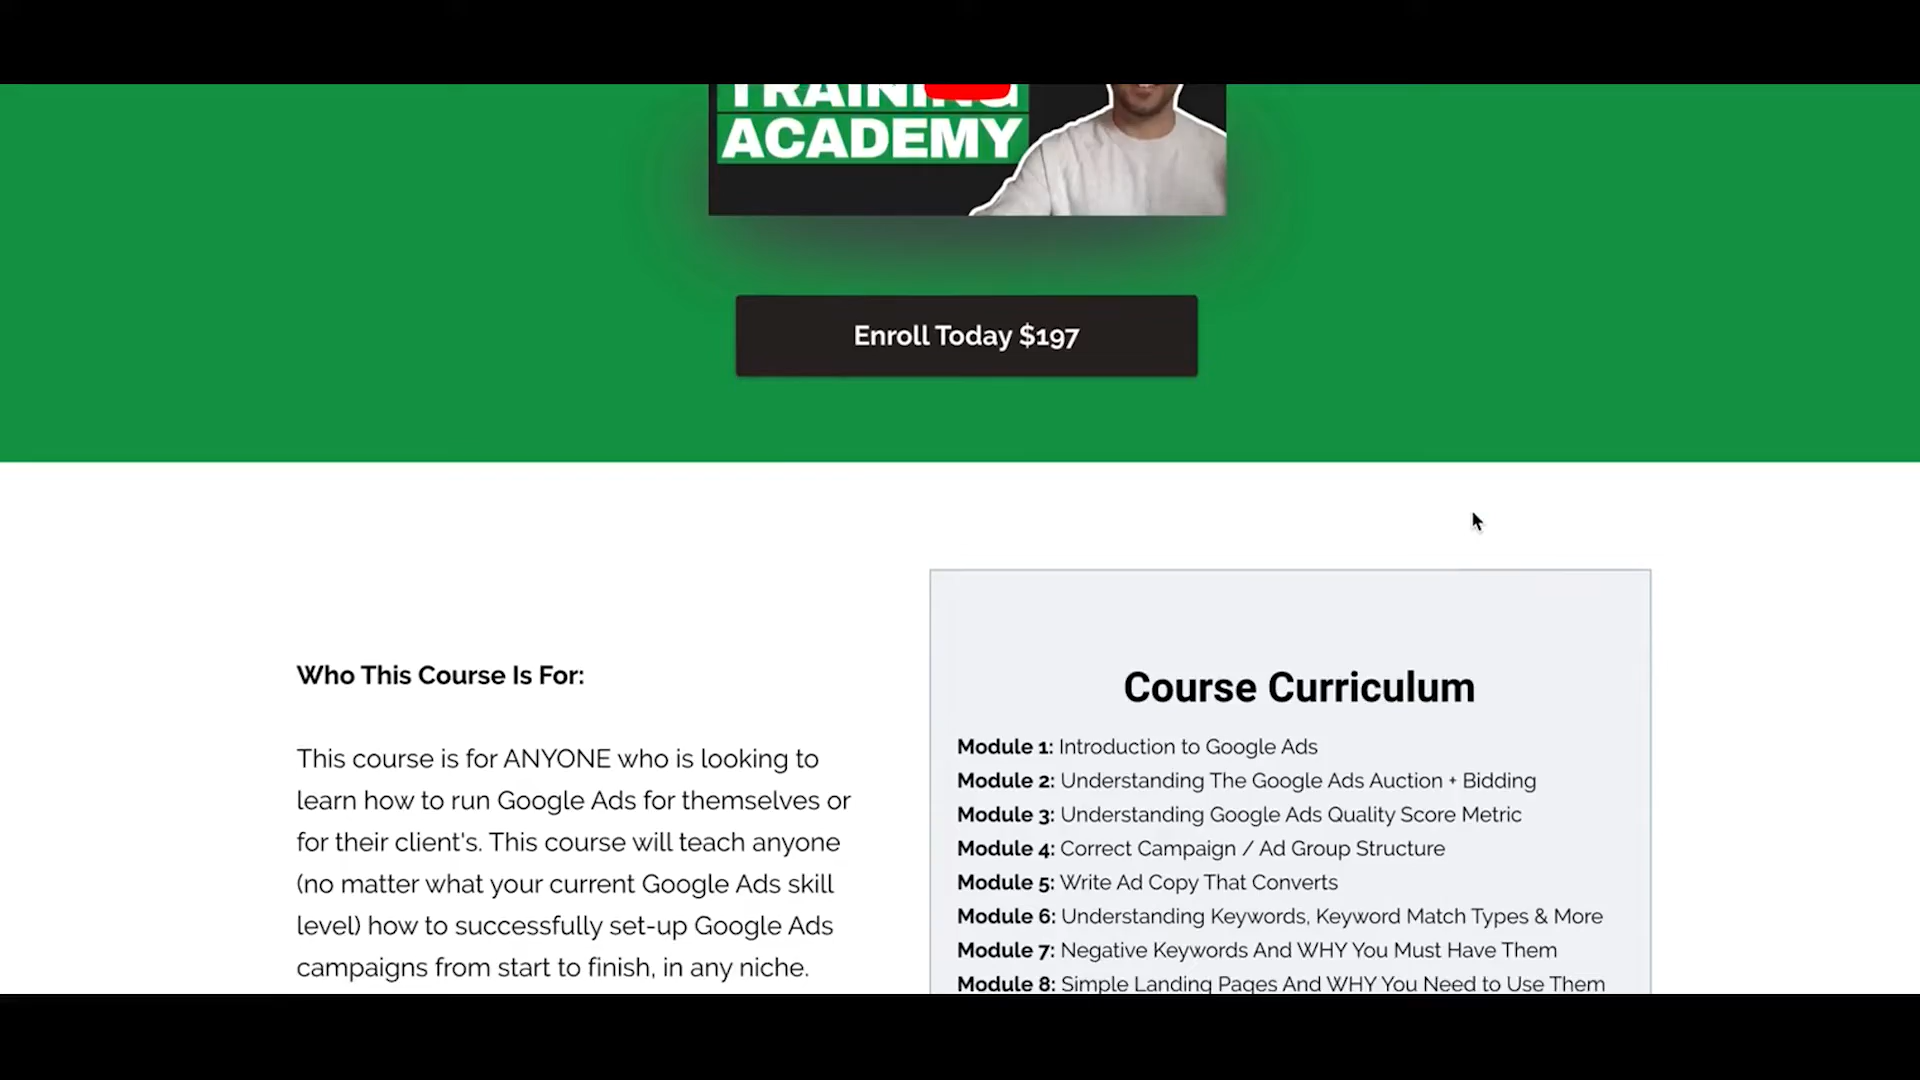 TRAINING
ACADEMY
Enroll Today $197
Who This Course Is For:
This course is for ANYONE who is looking to
learn how to run Google Ads for themselves or
for their client's. This course will teach anyone
(no matter what your current Google Ads skill
level) how to successfully set-up Google Ads
campaigns from start to finish, in any niche.
Course Curriculum
Module 1: Introduction to Google Ads
Module 2: Understanding The Google Ads Auction + Bidding
Module 3: Understanding Google Ads Quality Score Metric
Module 4: Correct Campaign / Ad Group Structure
Module 5: Write Ad Copy That Converts
Module 6: Understanding Keywords, Keyword Match Types & More
Module 7: Negative Keywords And WHY You Must Have Them
Module 8: Simple Landing Pages And WHY You Need to Use Them